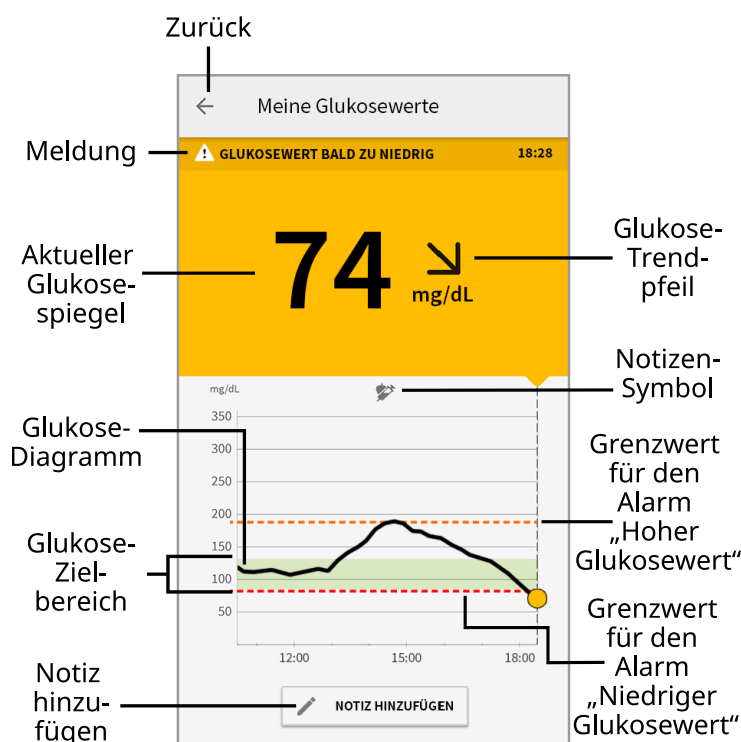 Zurück
Meine Glukosewerte
Meldung
GLUKOSEWERT BALD ZU NIEDRIG
18:28
Aktueller
Glukose-
spiegel
74
mg/dL
Glukose-
Trend-
pfeil
Notizen-
Symbol
mg/dL
350
300
250
200
150
100
50
12:00
15:00
18:00
Glukose-
Diagramm
Grenzwert
für den
Alarm
„Hoher
Glukosewert“
Glukose-
Ziel-
bereich
Grenzwert
für den
Alarm
„Niedriger
Glukosewert“
Notiz
hinzu-
fügen
NOTIZ HINZUFÜGEN